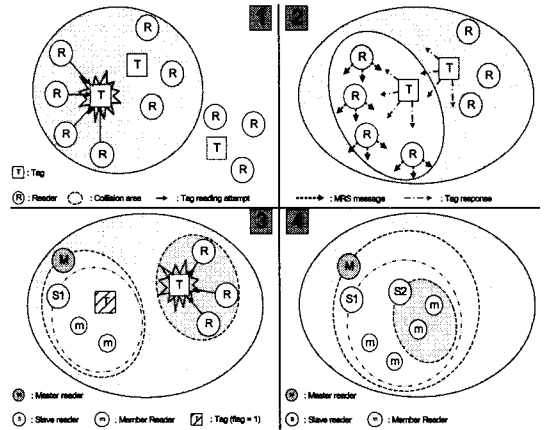 1
R
R
T
R
R
T
R
R
R
R
R
T
R
T : Tag
R : Reader : Collision area : Tag reading attempt
2
R
R
T
R
T
R
R
R
R
: MRS message : Tag response
3
M
S1
T
m
m
R
T
R
R
M : Master reader
S : Slave reader m : Member Reader T : Tag (flag = 1)
4
M
S1
S2
m
m
m
m
m
M : Master reader
S : Slave reader m : Member Reader